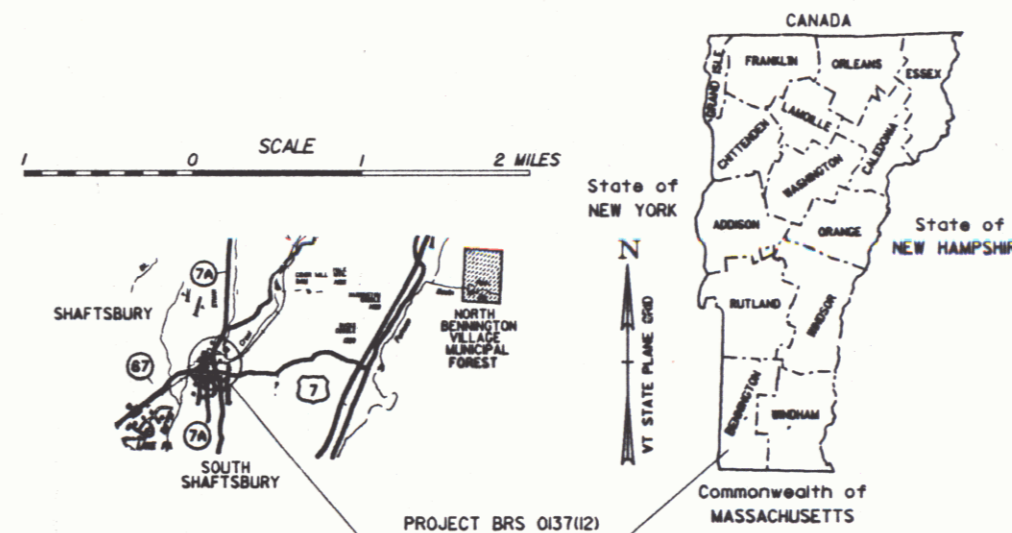 CANADA
GRAND ISLE
FRANKLIN
ORLEANS
ESSEX
LAMOILLE
CHITTENDEN
CALEDONIA
WASHINGTON
State of
NEW YORK
ADDISON
ORANGE
State of
NEW HAMPSHIR
RUTLAND
WINDSOR
BENNINGTON
WINDHAM
Commonwealth of
MASSACHUSETTS
SCALE
1 0 1 2 MILES
N
VT STATE PLANE GRID
7A
SHAFTSBURY
67
7A
7
NORTH
BENNINGTON
VILLAGE
MUNICIPAL
FOREST
SOUTH
SHAFTSBURY
PROJECT BRS 0137(12)